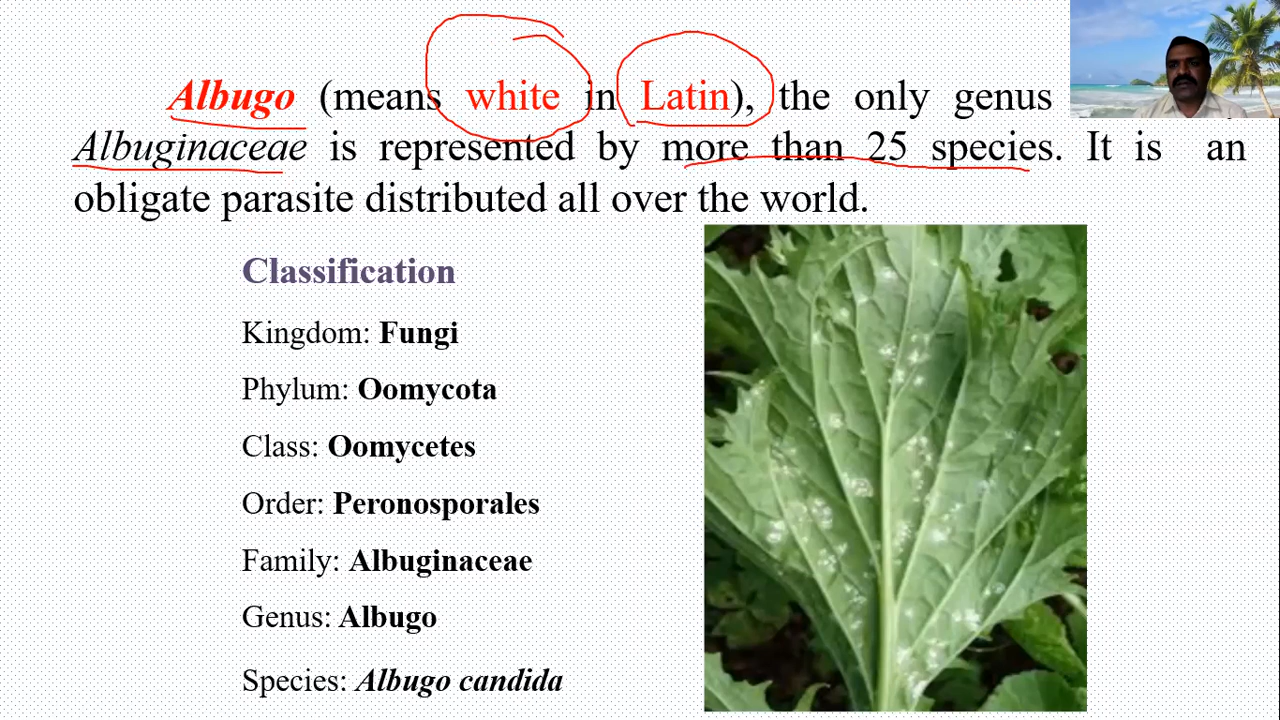 Albugo (means white in Latin), the only genus
Albuginaceae is represented by more than 25 species. It is an
obligate parasite distributed all over the world.
Classification
Kingdom: Fungi
Phylum: Oomycota
Class: Oomycetes
Order: Peronosporales
Family: Albuginaceae
Genus: Albugo
Species: Albugo candida